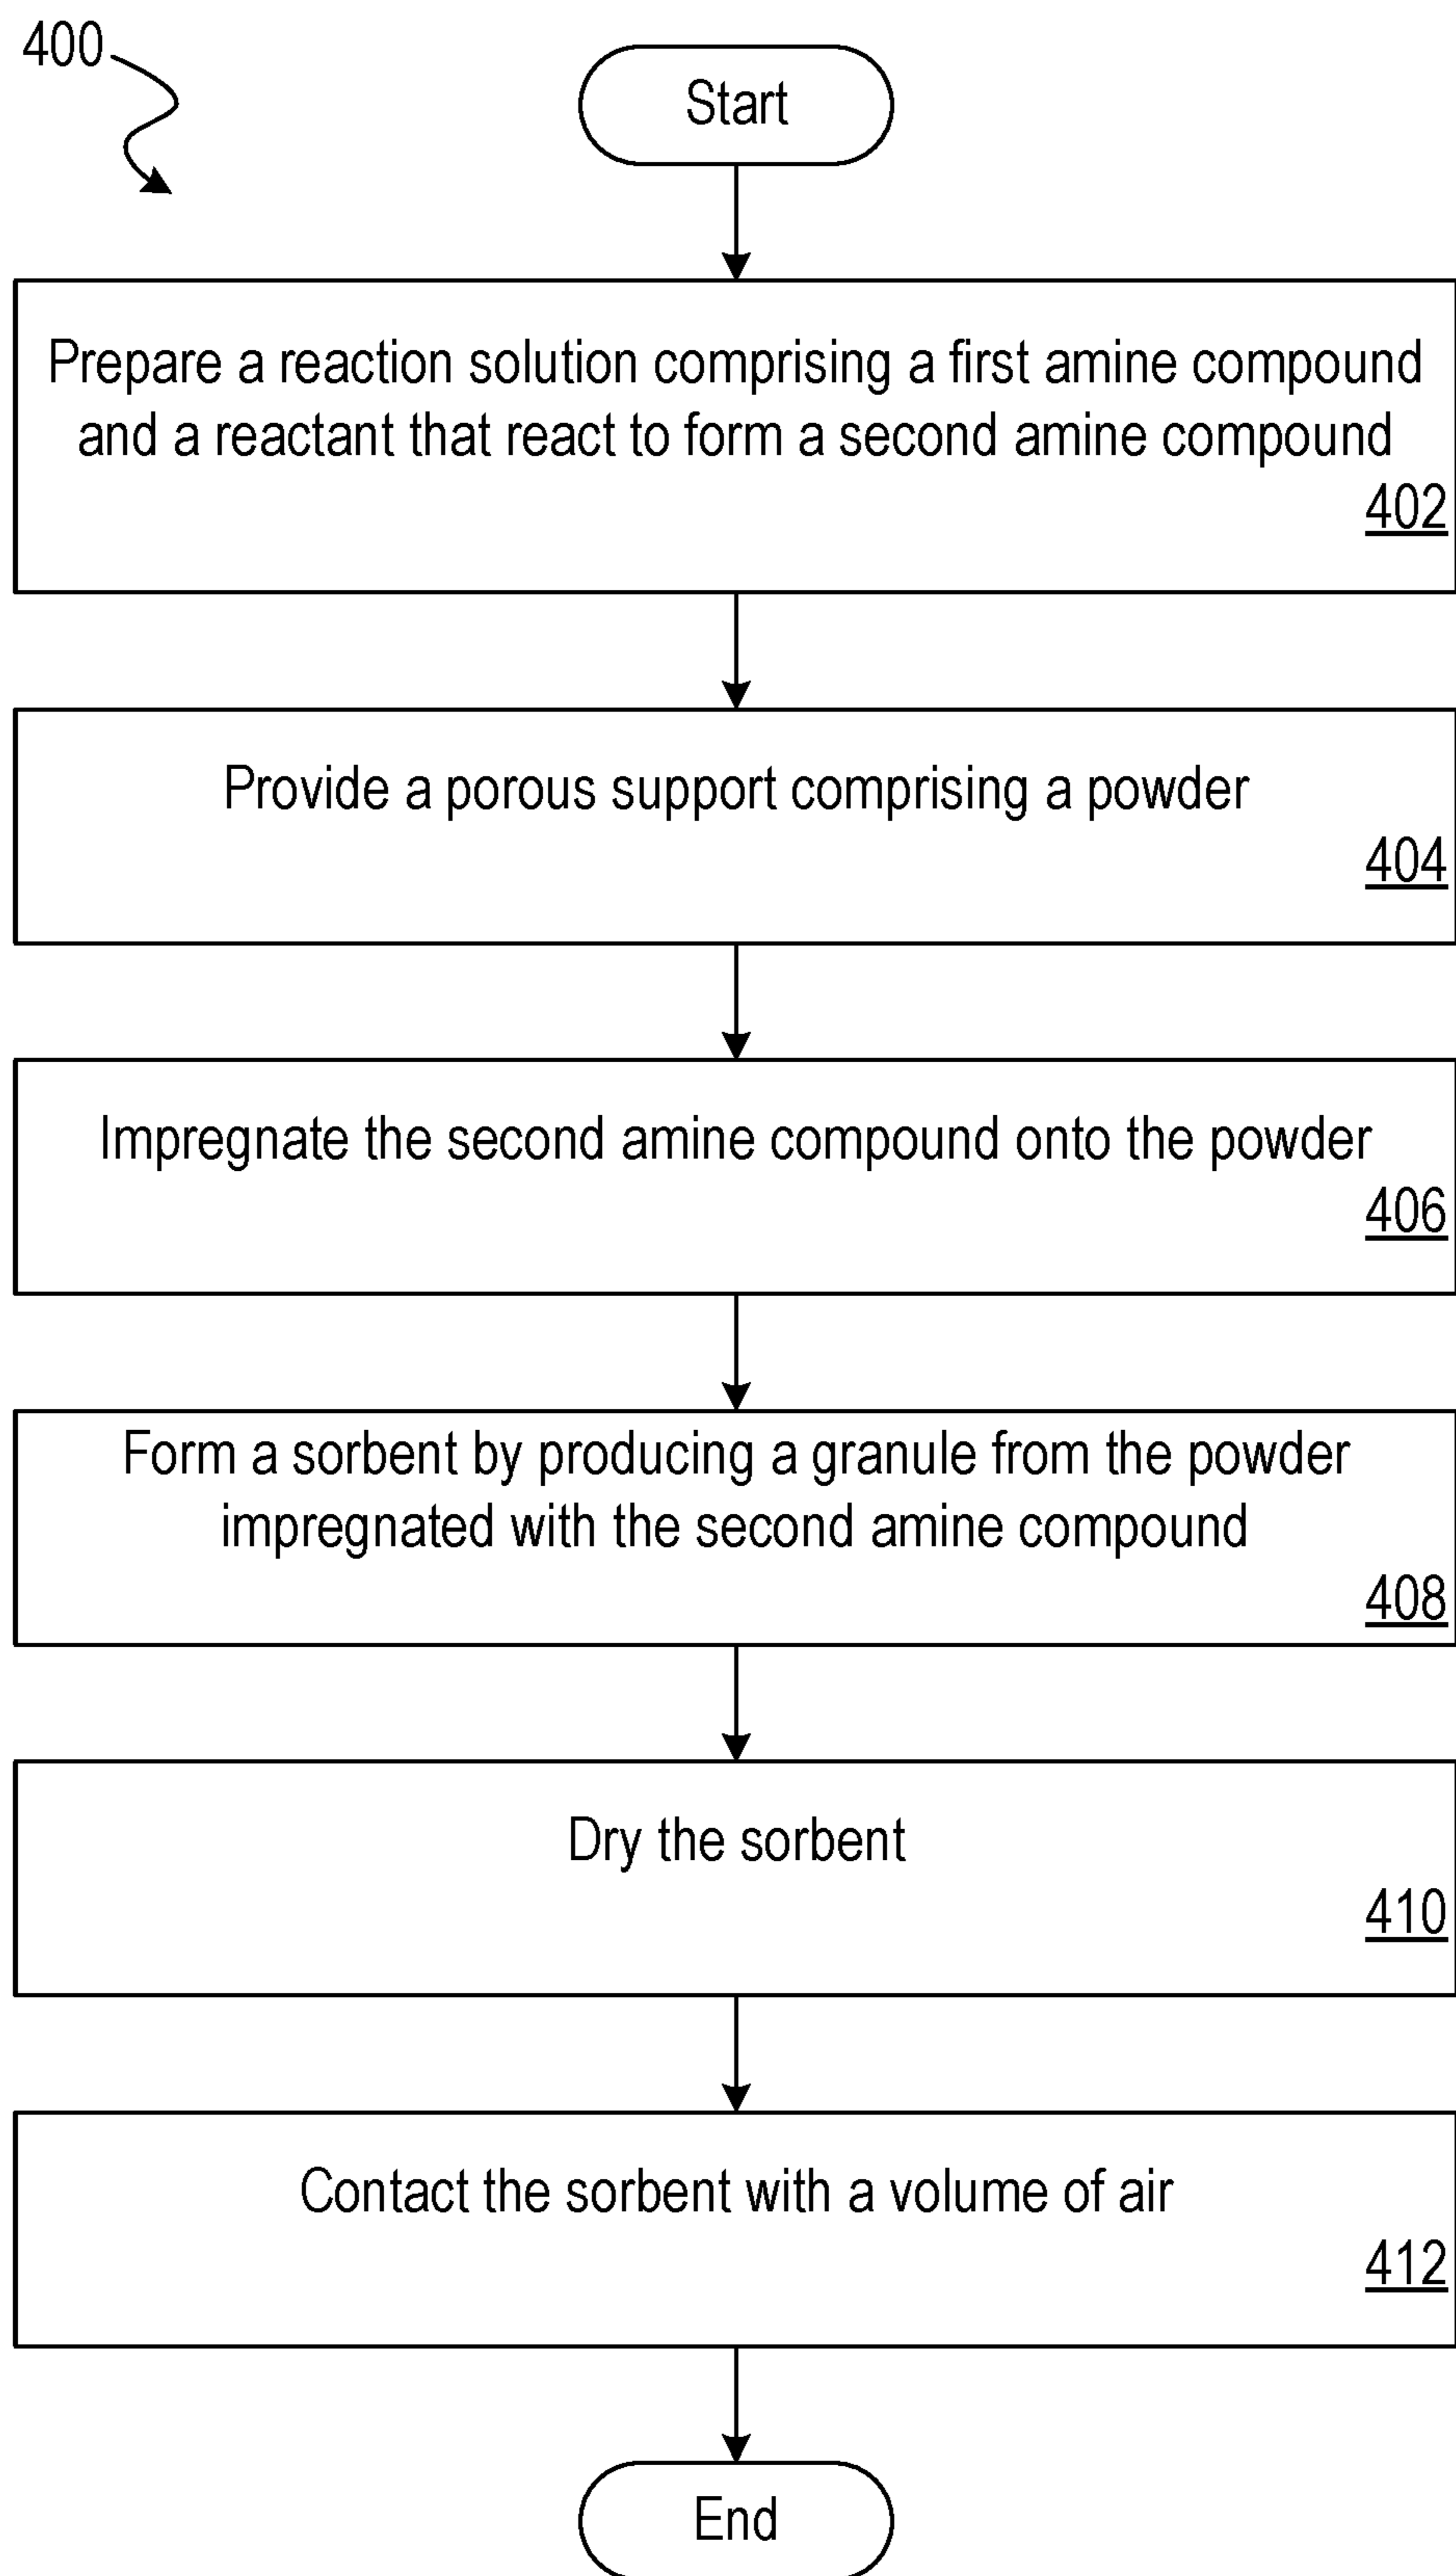 400
Start
Prepare a reaction solution comprising a first amine compound
and a reactant that react to form a second amine compound
402
Provide a porous support comprising a powder
404
Impregnate the second amine compound onto the powder
406
Form a sorbent by producing a granule from the powder
impregnated with the second amine compound
408
Dry the sorbent
410
Contact the sorbent with a volume of air
412
End